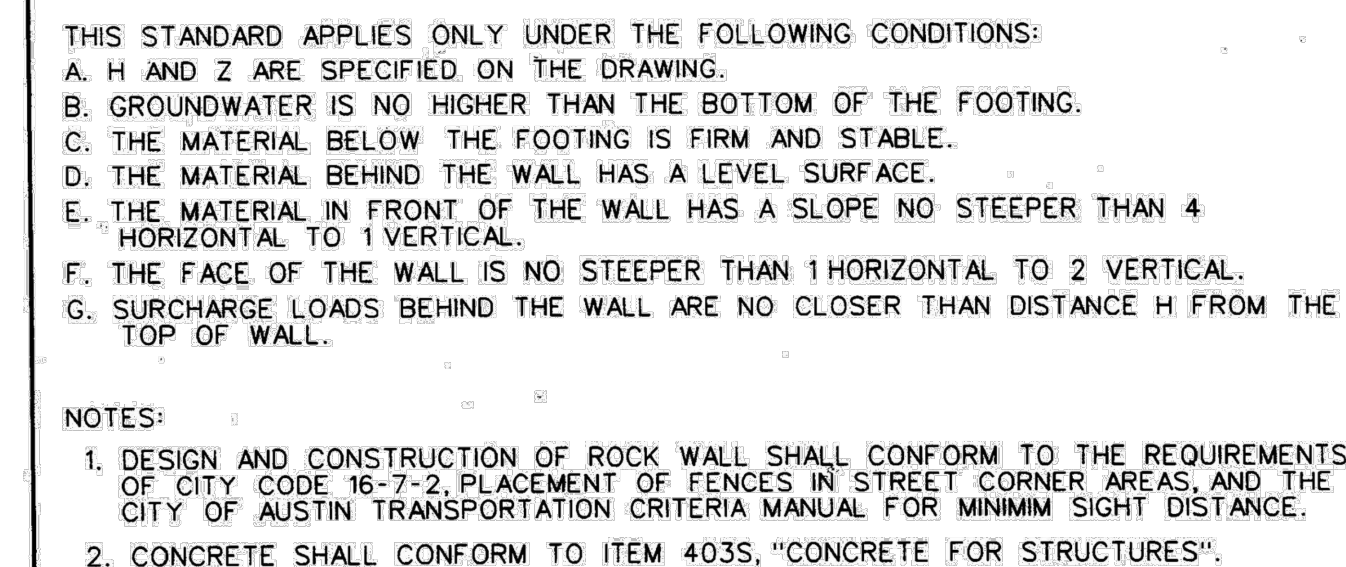 THIS STANDARD APPLIES ONLY UNDER THE FOLLOWING CONDITIONS:
A. H AND Z ARE SPECIFIED ON THE DRAWING.
B. GROUNDWATER IS NO HIGHER THAN THE BOTTOM OF THE FOOTING.
C. THE MATERIAL BELOW THE FOOTING IS FIRM AND STABLE.
D. THE MATERIAL BEHIND THE WALL HAS A LEVEL SURFACE.
E. THE MATERIAL IN FRONT OF THE WALL HAS A SLOPE NO STEEPER THAN 4
HORIZONTAL TO 1 VERTICAL.
F. THE FACE OF THE WALL IS NO STEEPER THAN 1 HORIZONTAL TO 2 VERTICAL.
G. SURCHARGE LOADS BEHIND THE WALL ARE NO CLOSER THAN DISTANCE H FROM THE
TOP OF WALL.
NOTES:
1. DESIGN AND CONSTRUCTION OF ROCK WALL SHALL CONFORM TO THE REQUIREMENTS
OF CITY CODE 16-7-2, PLACEMENT OF FENCES IN STREET CORNER AREAS, AND THE
CITY OF AUSTIN TRANSPORTATION CRITERIA MANUAL FOR MINIMIM SIGHT DISTANCE.
2. CONCRETE SHALL CONFORM TO ITEM 403S, "CONCRETE FOR STRUCTURES".